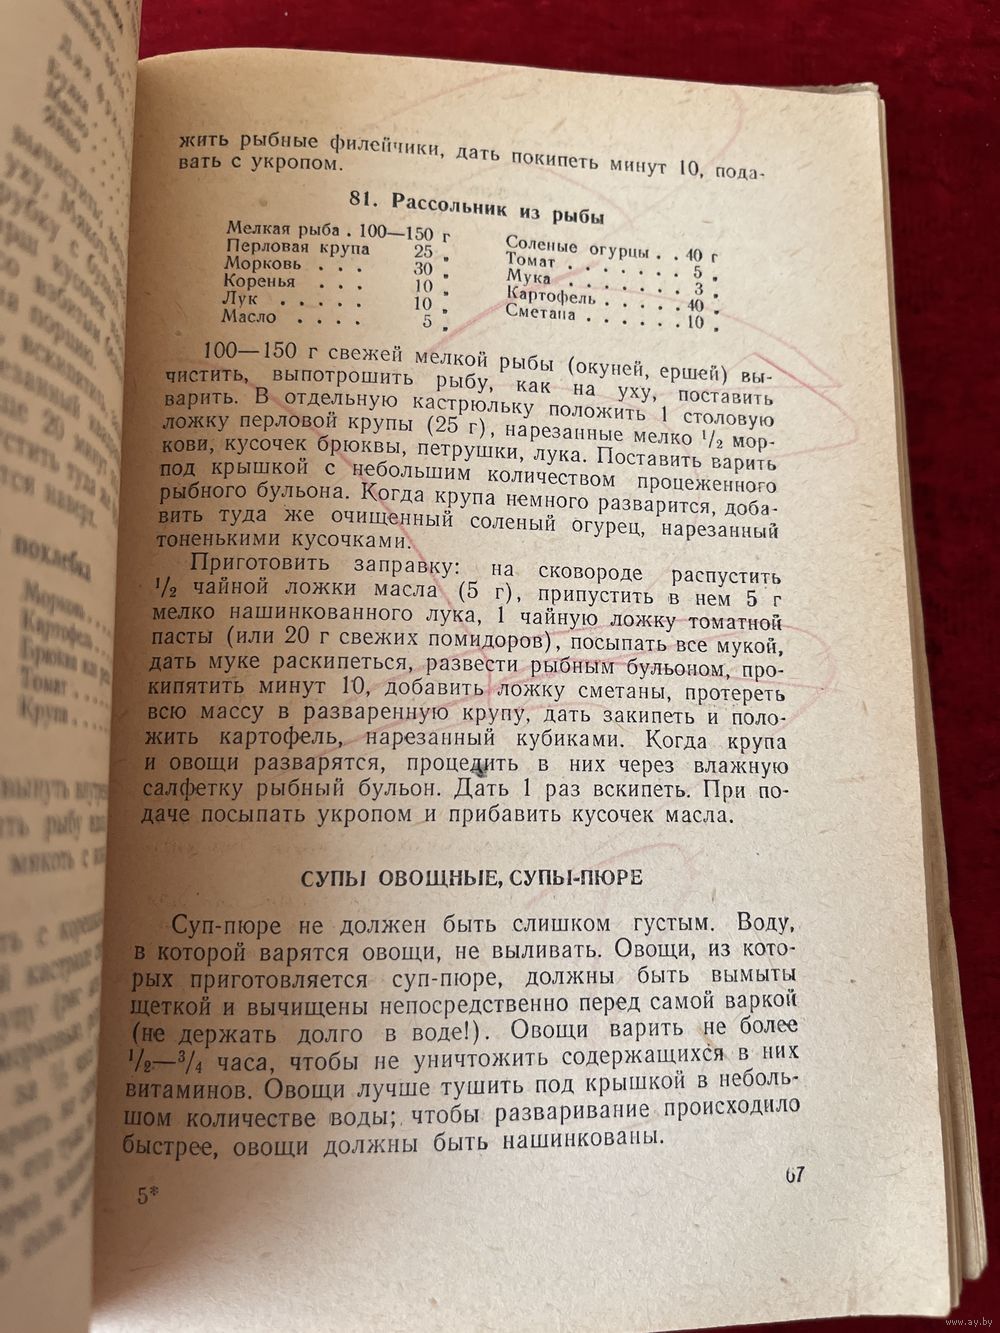 жить рыбные филейчики, дать покипеть минут 10, пода-
вать с укропом.
81. Рассольник из рыбы
Мелкая рыба . 100—150 г
Перловая крупа 25 „
Морковь . . . 30 „
Коренья . . . 10 „
Лук . . . . . 10 „
Масло . . . . 5 „
Соленые огурцы . . 40 г
Томат . . . . . . . 5 „
Мука . . . . . . . 3 „
Картофель . . . . . 40 „
Сметана . . . . . . 10 „
100—150 г свежей мелкой рыбы (окуней, ершей) вы-
чистить, выпотрошить рыбу, как на уху, поставить
варить. В отдельную кастрюльку положить 1 столовую
ложку перловой крупы (25 г), нарезанные мелко 1/2 мор-
кови, кусочек брюквы, петрушки, лука. Поставить варить
под крышкой с небольшим количеством процеженного
рыбного бульона. Когда крупа немного разварится, доба-
вить туда же очищенный соленый огурец, нарезанный
тоненькими кусочками.
Приготовить заправку: на сковороде распустить
1/2 чайной ложки масла (5 г), припустить в нем 5 г
мелко нашинкованного лука, 1 чайную ложку томатной
пасты (или 20 г свежих помидоров), посыпать все мукой,
дать муке раскипеться, развести рыбным бульоном, про-
кипятить минут 10, добавить ложку сметаны, протереть
всю массу в разваренную крупу, дать закипеть и поло-
жить картофель, нарезанный кубиками. Когда крупа
и овощи разварятся, процедить в них через влажную
салфетку рыбный бульон. Дать 1 раз вскипеть. При по-
даче посыпать укропом и прибавить кусочек масла.
СУПЫ ОВОЩНЫЕ, СУПЫ-ПЮРЕ
Суп-пюре не должен быть слишком густым. Воду,
в которой варятся овощи, не выливать. Овощи, из кото-
рых приготовляется суп-пюре, должны быть вымыты
щеткой и вычищены непосредственно перед самой варкой
(не держать долго в воде!). Овощи варить не более
1/2—3/4 часа, чтобы не уничтожить содержащихся в них
витаминов. Овощи лучше тушить под крышкой в неболь-
шом количестве воды; чтобы разваривание происходило
быстрее, овощи должны быть нашинкованы.
67
5*
www.ay.by